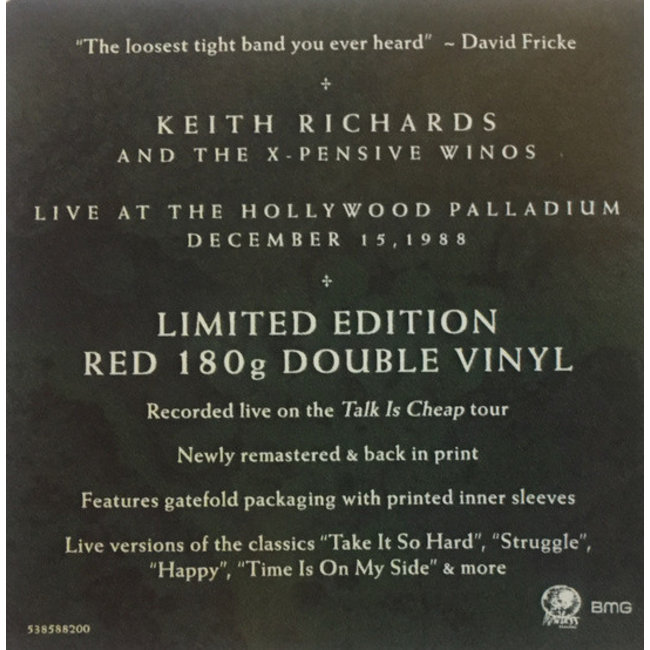 "The loosest tight band you ever heard" ~ David Fricke
KEITH RICHARDS
AND THE X-PENSIVE WINOS
LIVE AT THE HOLLYWOOD PALLADIUM
DECEMBER 15, 1988
LIMITED EDITION
RED 180g DOUBLE VINYL
Recorded live on the Talk Is Cheap tour
Newly remastered & back in print
Features gatefold packaging with printed inner sleeves
Live versions of the classics "Take It So Hard", "Struggle",
"Happy", "Time Is On My Side" & more
538588200
BMG